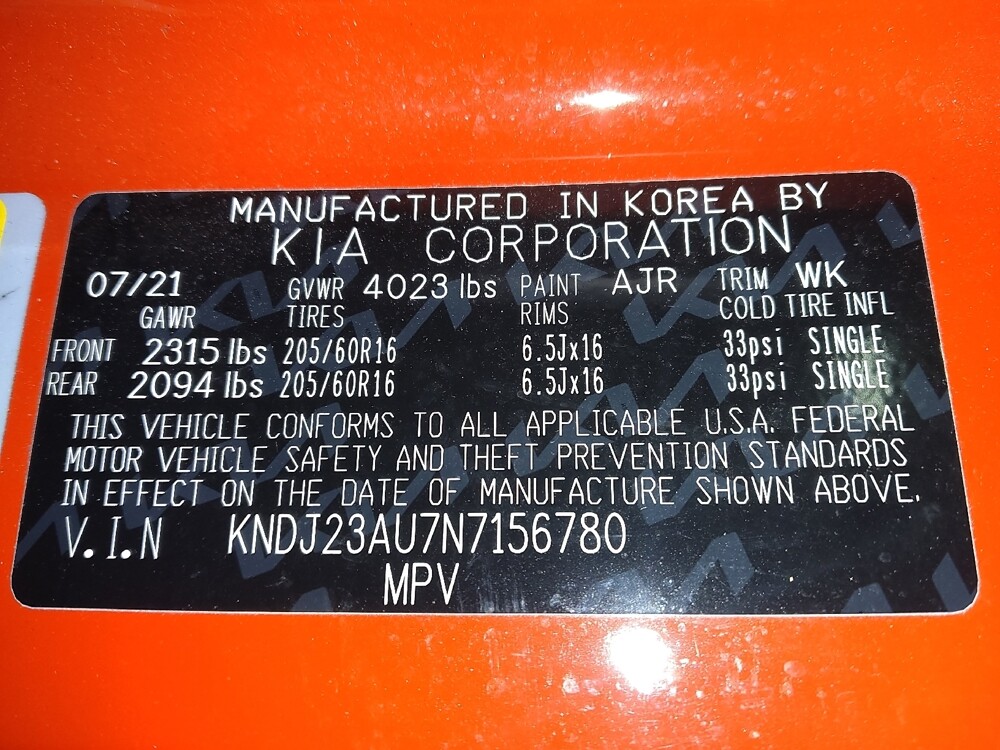 MANUFACTURED IN KOREA BY
KIA CORPORATION
07/21 GVWR 4023 lbs PAINT AJR TRIM WK
GAWR TIRES RIMS COLD TIRE INFL
FRONT 2315 lbs 205/60R16 6.5Jx16 33psi SINGLE
REAR 2094 lbs 205/60R16 6.5Jx16 33psi SINGLE
THIS VEHICLE CONFORMS TO ALL APPLICABLE U.S.A. FEDERAL
MOTOR VEHICLE SAFETY AND THEFT PREVENTION STANDARDS
IN EFFECT ON THE DATE OF MANUFACTURE SHOWN ABOVE.
V.I.N KNDJ23AU7N7156780
MPV